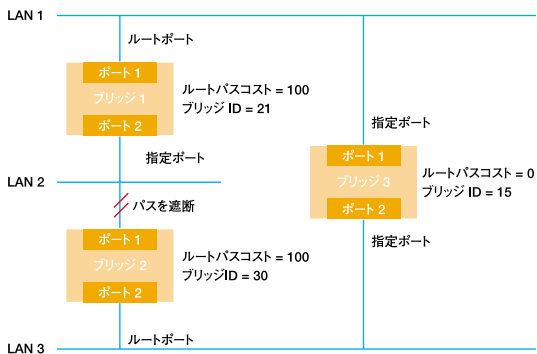 LAN 1
ルートポート
ポート 1
ブリッジ 1
ポート 2
ルートパスコスト = 100
ブリッジ ID = 21
指定ポート
LAN 2
パスを遮断
ポート 1
ブリッジ 2
ポート 2
ルートパスコスト = 100
ブリッジID = 30
ルートポート
LAN 3
指定ポート
ポート 1
ブリッジ 3
ポート 2
ルートパスコスト = 0
ブリッジ ID = 15
指定ポート